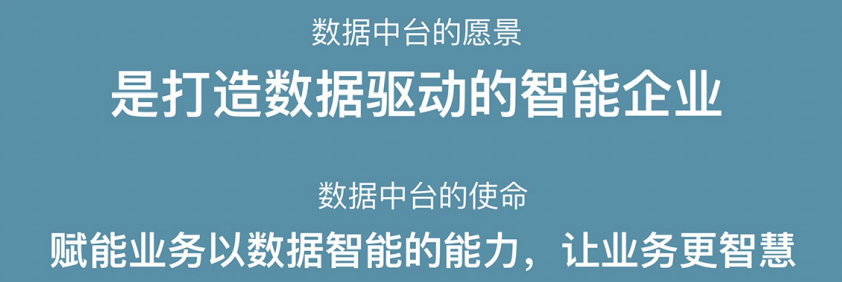 数据中台的愿景
是打造数据驱动的智能企业
数据中台的使命
赋能业务以数据智能的能力，让业务更智慧